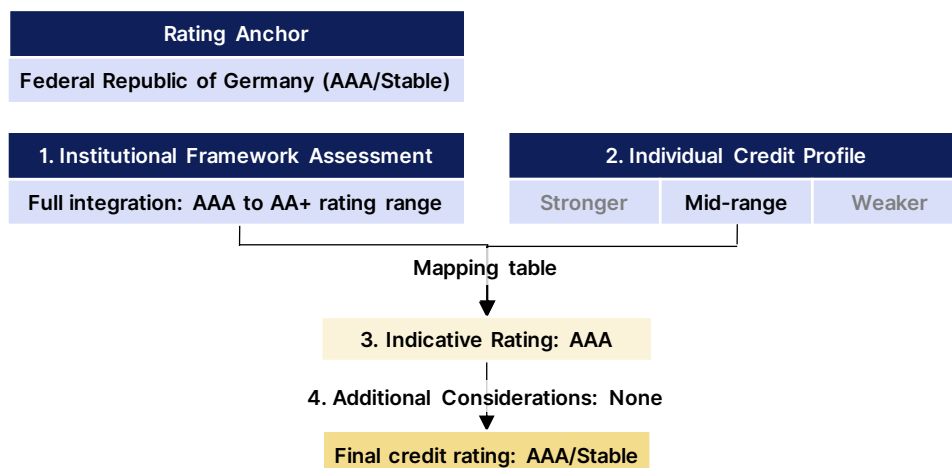 Rating Anchor
Federal Republic of Germany (AAA/Stable)
1. Institutional Framework Assessment
Full integration: AAA to AA+ rating range
2. Individual Credit Profile
Stronger
Mid-range
Weaker
Mapping table
3. Indicative Rating: AAA
4. Additional Considerations: None
Final credit rating: AAA/Stable